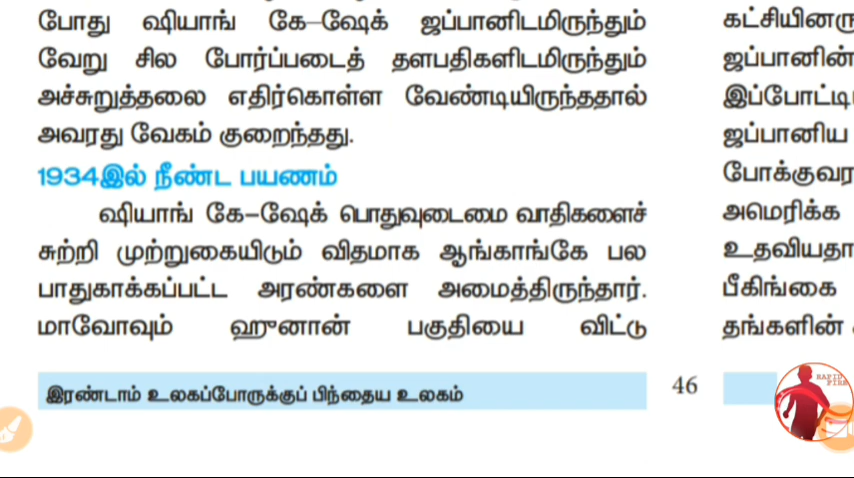 போது ஷியாங் கே–ஷேக் ஜப்பானிடமிருந்தும்
வேறு சில போர்ப்படைத் தளபதிகளிடமிருந்தும்
அச்சுறுத்தலை எதிர்கொள்ள வேண்டியிருந்ததால்
அவரது வேகம் குறைந்தது.
1934இல் நீண்ட பயணம்
ஷியாங் கே–ஷேக் பொதுவுடைமை வாதிகளைச்
சுற்றி முற்றுகையிடும் விதமாக ஆங்காங்கே பல
பாதுகாக்கப்பட்ட அரண்களை அமைத்திருந்தார்.
மாவோவும் ஹுனான் பகுதியை விட்டு
கட்சியினரு
ஜப்பானின்
இப்போட்டி
ஜப்பானிய
போக்குவர
அமெரிக்க
உதவியதா
பீகிங்கை
தங்களின்
இரண்டாம் உலகப்போருக்குப் பிந்தைய உலகம்
46
RAPID
FIRE